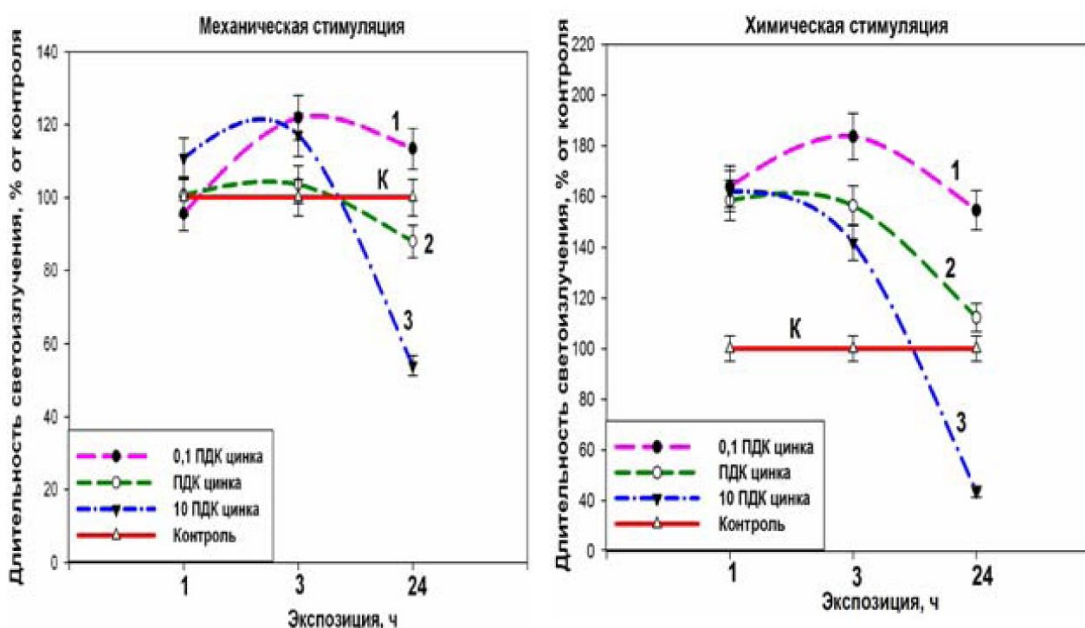 Механическая стимуляция
Длительность светоизлучения, % от контроля
140
120
100
80
60
40
20
0
1
К
2
3
0,1 ПДК цинка
ПДК цинка
10 ПДК цинка
Контроль
1
3
24
Экспозиция, ч
Химическая стимуляция
Длительность светоизлучения, % от контроля
220
200
180
160
140
120
100
80
60
40
20
0
1
2
К
3
0,1 ПДК цинка
ПДК цинка
10 ПДК цинка
Контроль
1
3
24
Экспозиция, ч